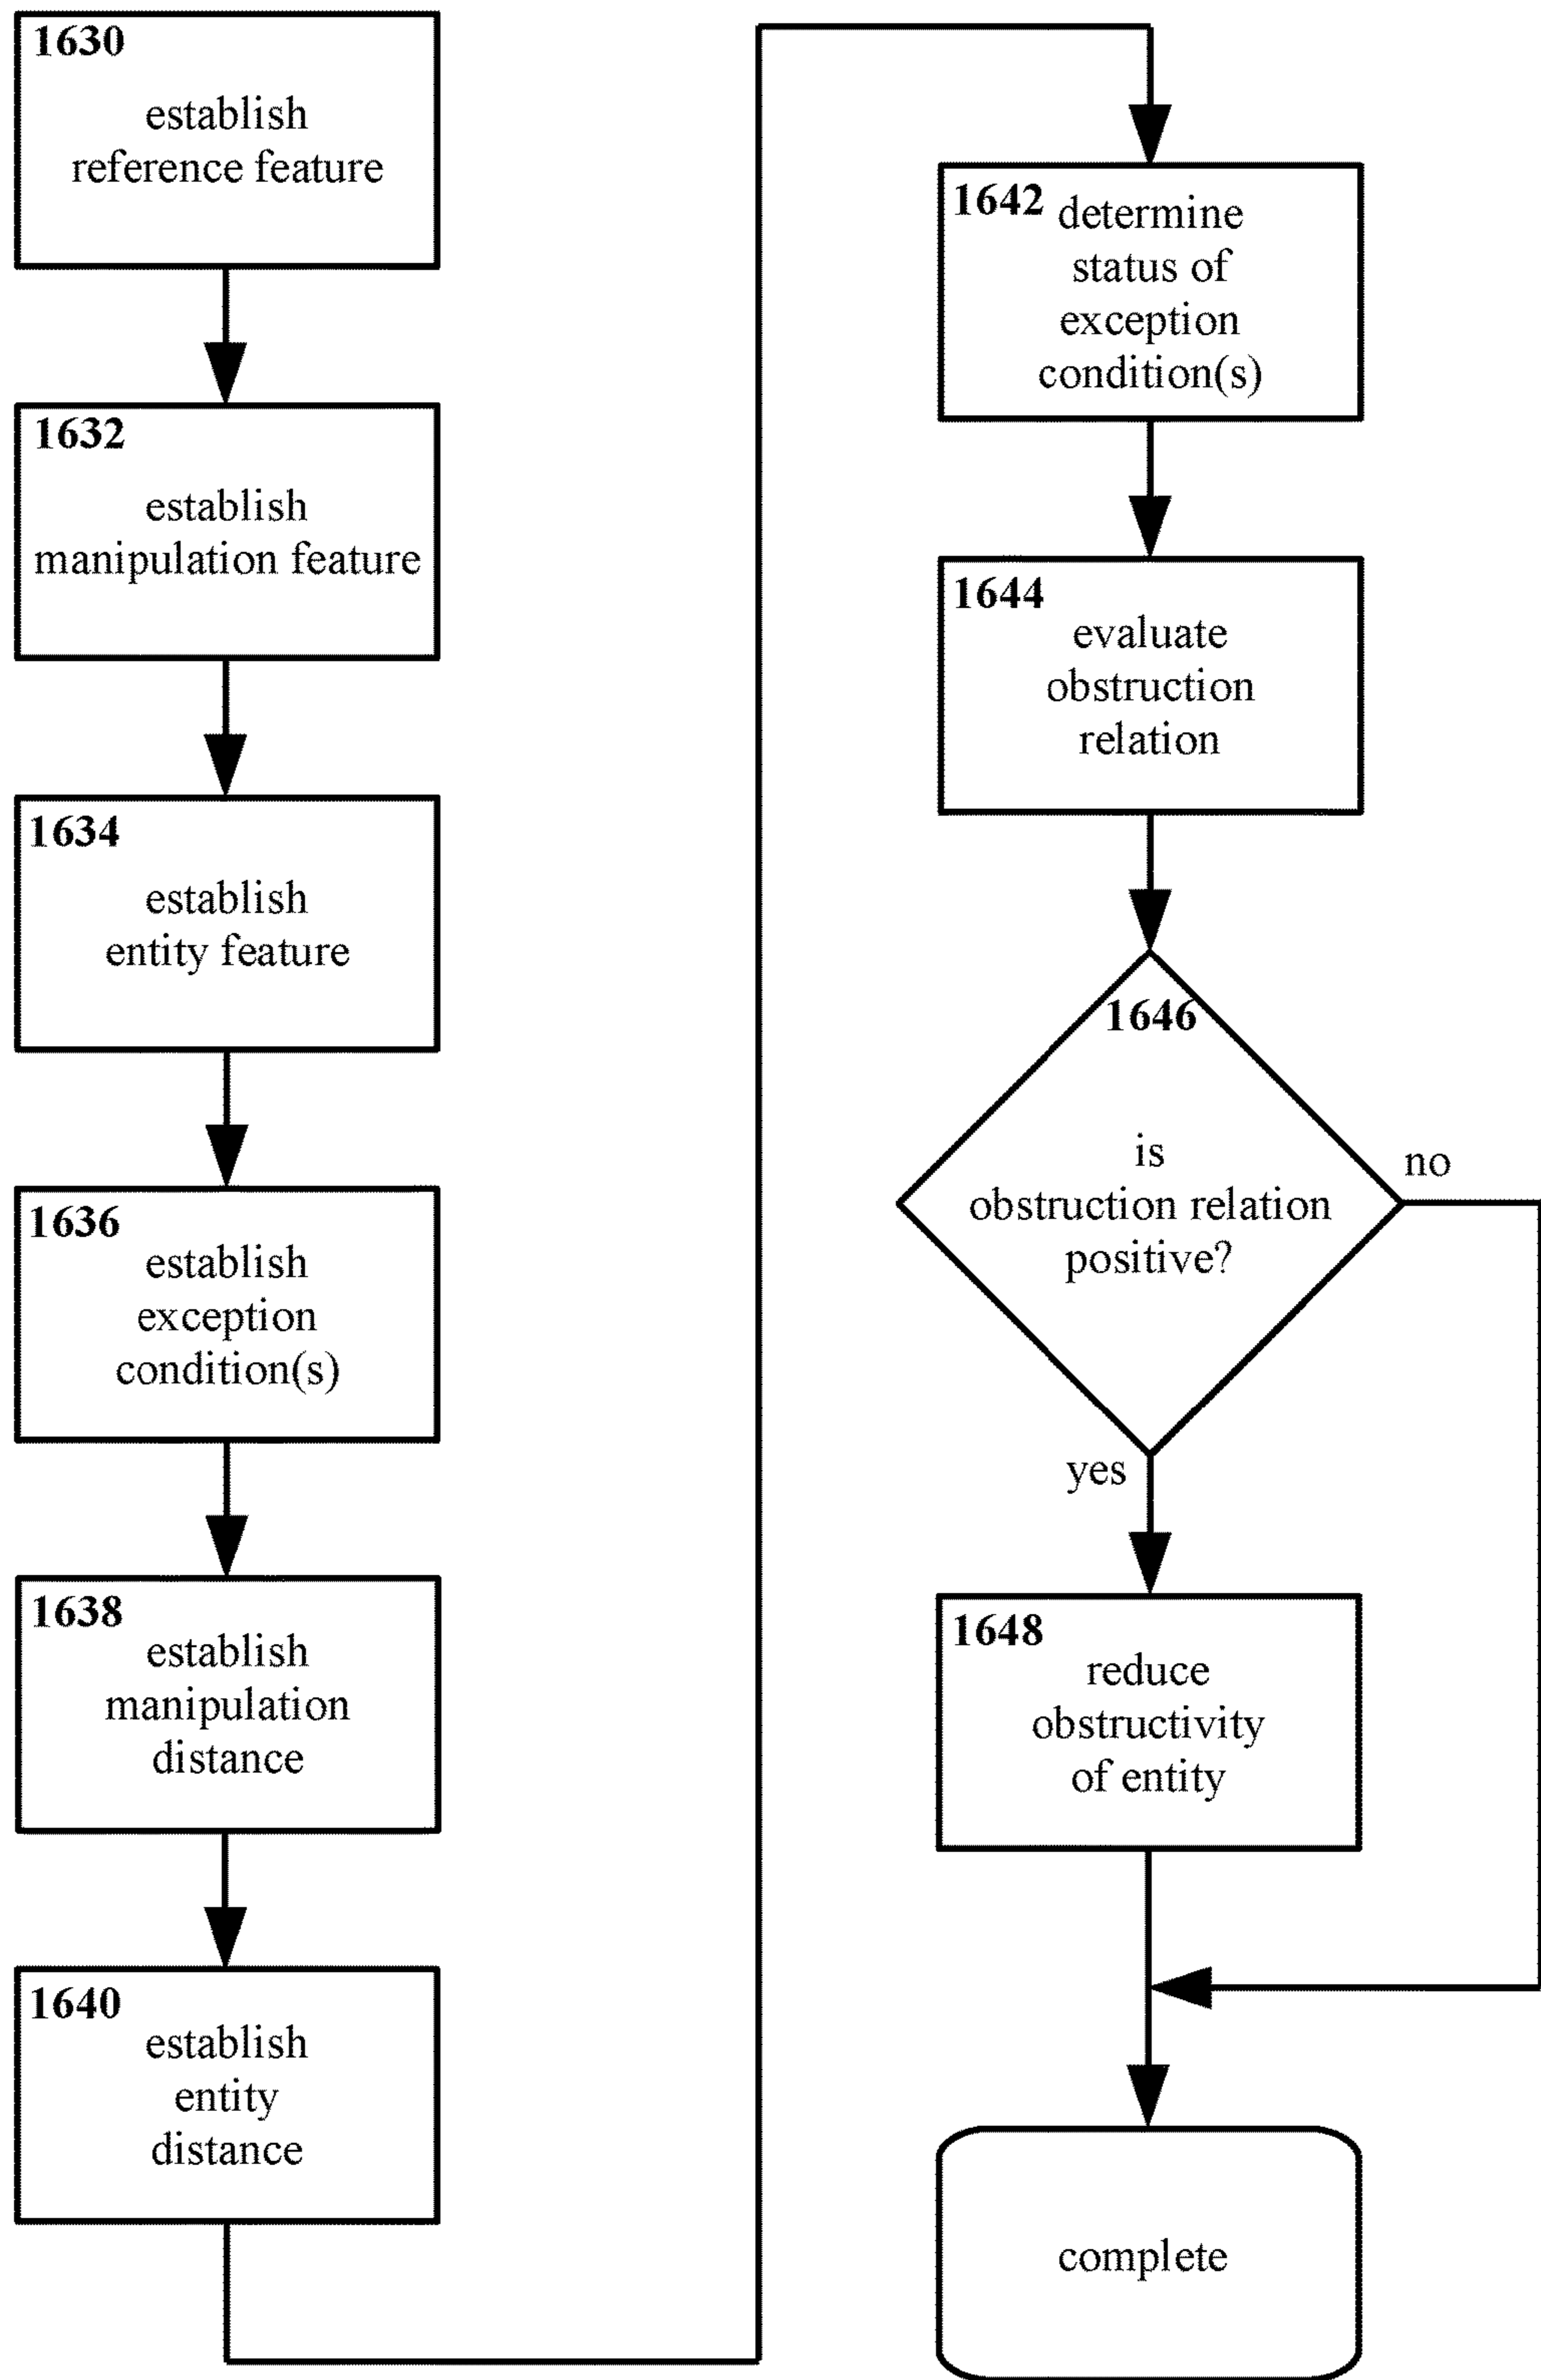 1630
establish
reference feature
1632
establish
manipulation feature
1634
establish
entity feature
1636
establish
exception
condition(s)
1638
establish
manipulation
distance
1640
establish
entity
distance
1642
determine
status of
exception
condition(s)
1644
evaluate
obstruction
relation
1646
is
obstruction relation
positive?
no
yes
1648
reduce
obstructivity
of entity
complete